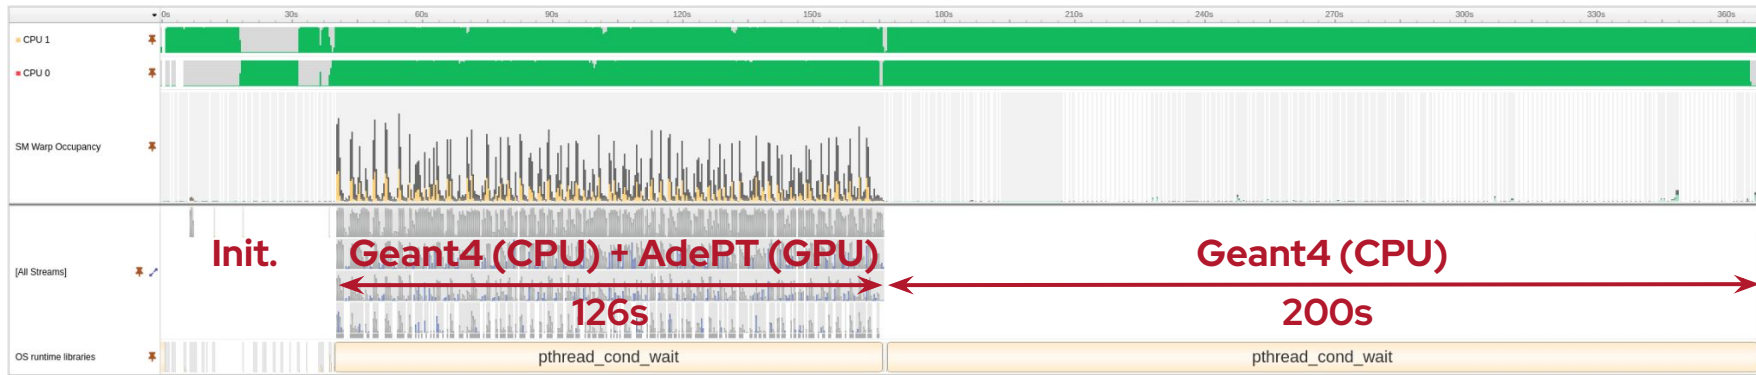 0s 30s 60s 90s 120s 150s 180s 210s 240s 270s 300s 330s 360s
CPU 1
CPU 0
SM Warp Occupancy
[All Streams]
Init.
Geant4 (CPU) + AdePT (GPU)
126s
Geant4 (CPU)
200s
OS runtime libraries
pthread_cond_wait
pthread_cond_wait